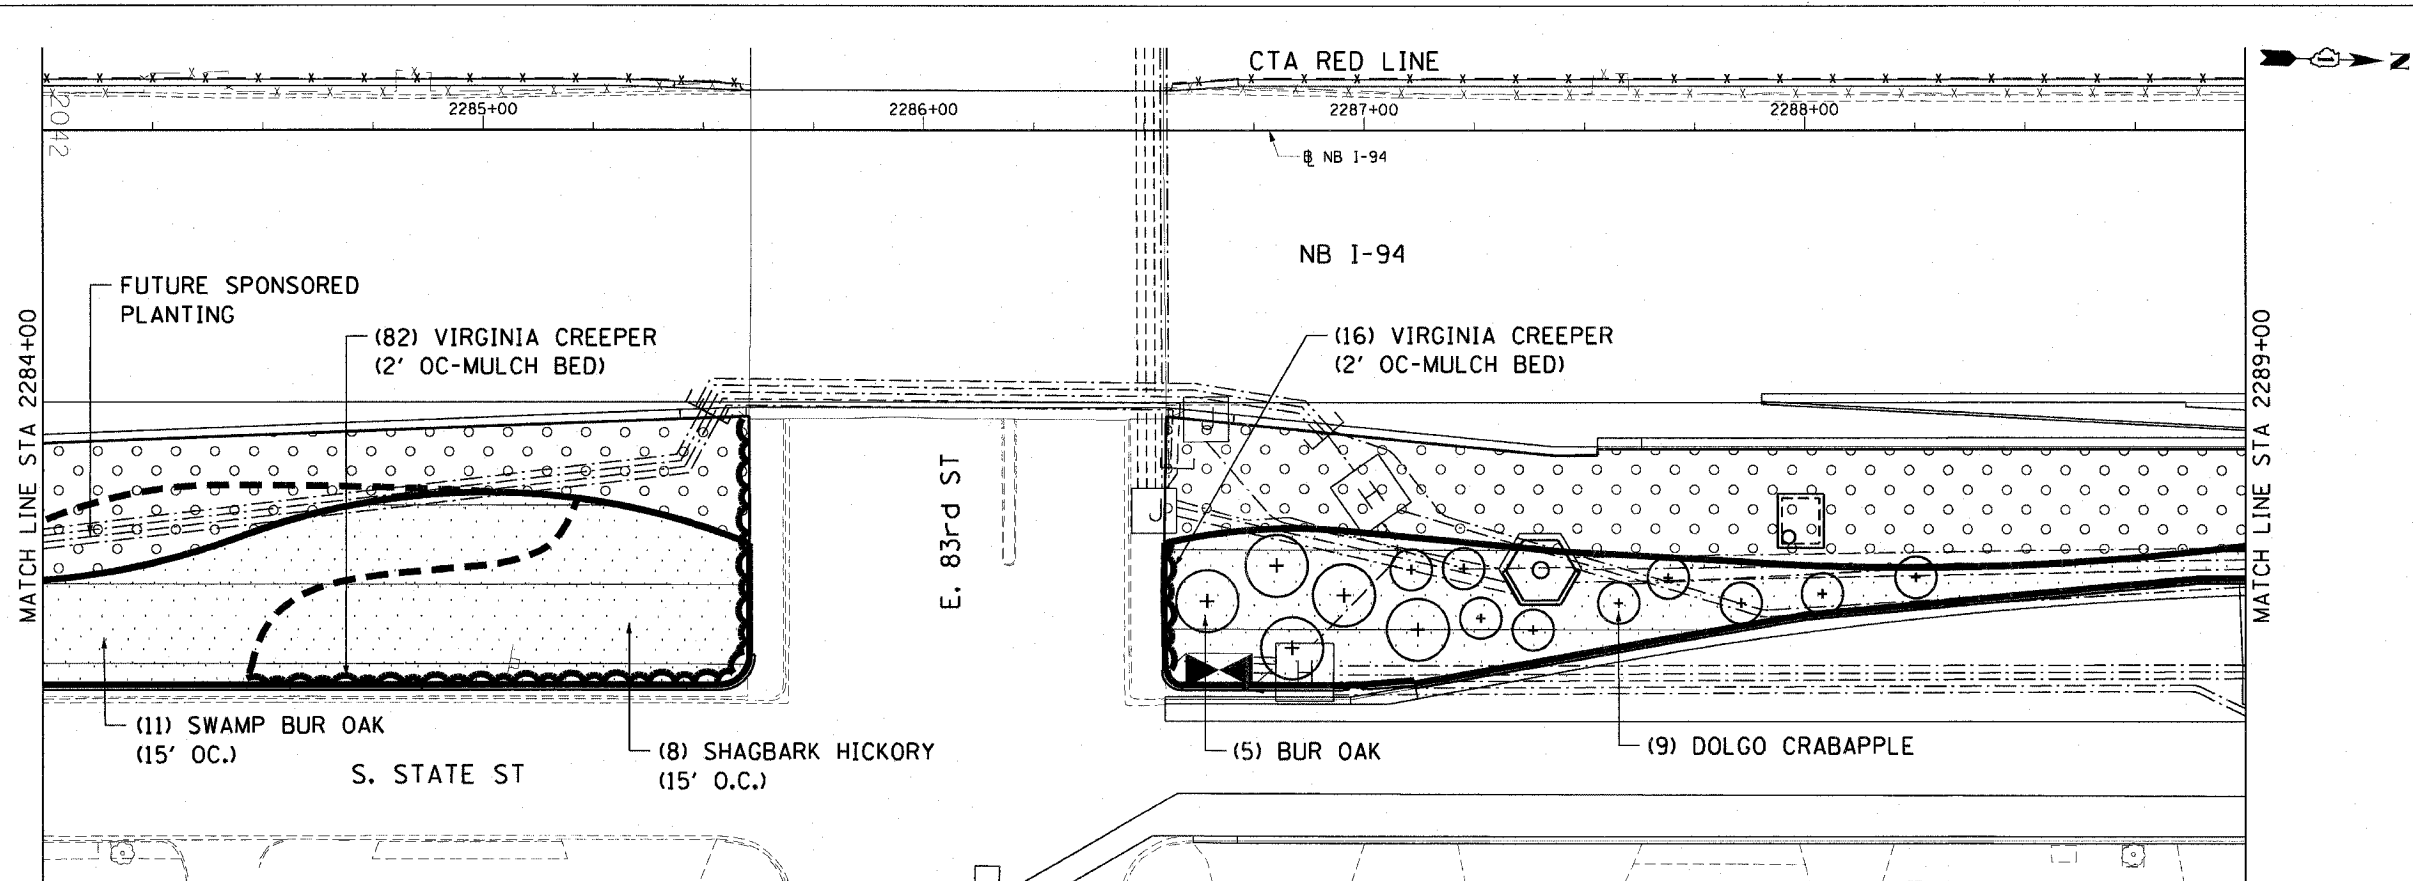 CTA RED LINE
N
2042
2285+00
2286+00
2287+00
2288+00
℄ NB I-94
NB I-94
FUTURE SPONSORED
PLANTING
(82) VIRGINIA CREEPER
(2' OC-MULCH BED)
(16) VIRGINIA CREEPER
(2' OC-MULCH BED)
MATCH LINE STA 2284+00
MATCH LINE STA 2289+00
E. 83rd ST
J
J
H
H
(11) SWAMP BUR OAK
(15' OC.)
(8) SHAGBARK HICKORY
(15' O.C.)
(5) BUR OAK
(9) DOLGO CRABAPPLE
S. STATE ST